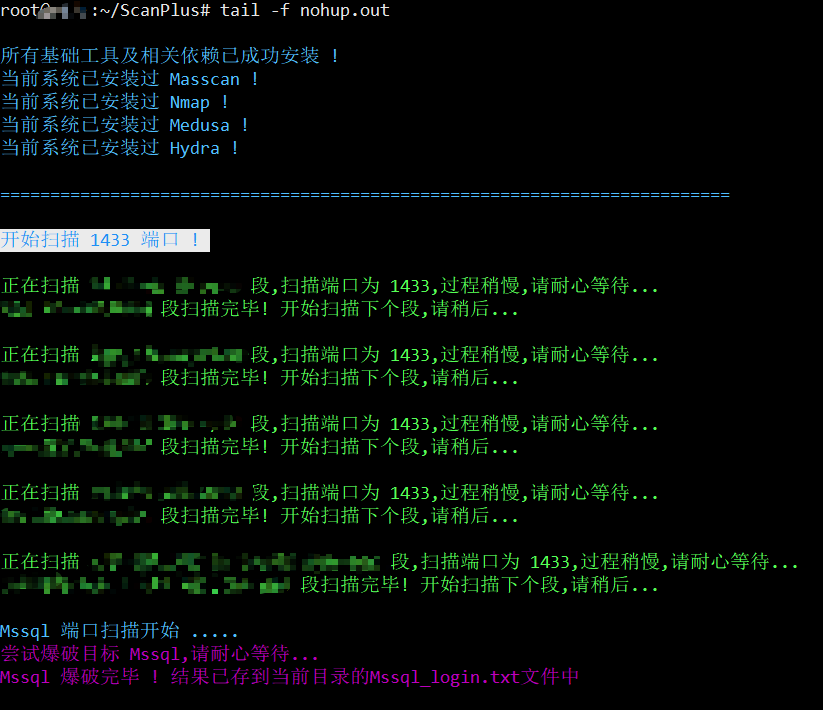 root@ :~/ScanPlus# tail -f nohup.out
所有基础工具及相关依赖已成功安装 !
当前系统已安装过 Masscan !
当前系统已安装过 Nmap !
当前系统已安装过 Medusa !
当前系统已安装过 Hydra !
=========================================================================
开始扫描 1433 端口 !
正在扫描 段,扫描端口为 1433,过程稍慢,请耐心等待...
段扫描完毕! 开始扫描下个段,请稍后...
正在扫描 段,扫描端口为 1433,过程稍慢,请耐心等待...
段扫描完毕! 开始扫描下个段,请稍后...
正在扫描 段,扫描端口为 1433,过程稍慢,请耐心等待...
段扫描完毕! 开始扫描下个段,请稍后...
正在扫描 段,扫描端口为 1433,过程稍慢,请耐心等待...
段扫描完毕! 开始扫描下个段,请稍后...
正在扫描 段,扫描端口为 1433,过程稍慢,请耐心等待...
段扫描完毕! 开始扫描下个段,请稍后...
Mssql 端口扫描开始 .....
尝试爆破目标 Mssql,请耐心等待...
Mssql 爆破完毕 ! 结果已存到当前目录的Mssql_login.txt文件中